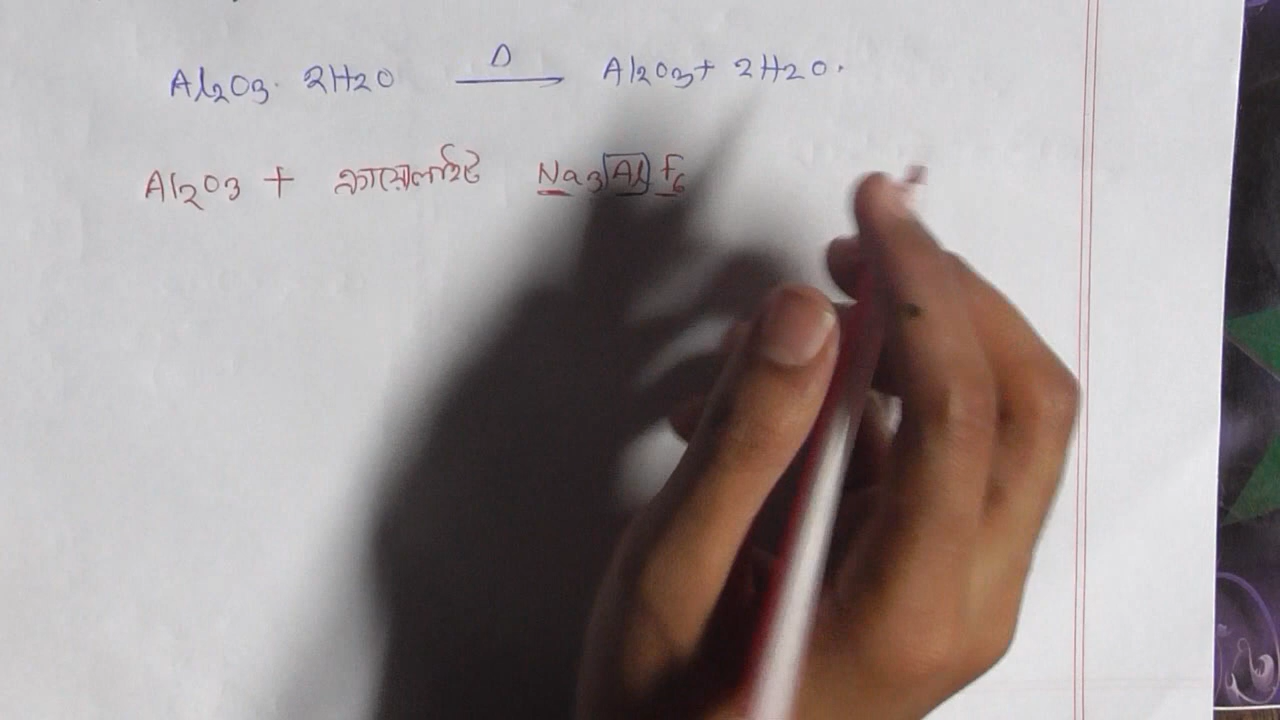 Al₂O₃. 2H₂O Δ → Al₂O₃ + 2H₂O.
Al₂O₃ + ক্রায়োলাইট Na₃AlF₆